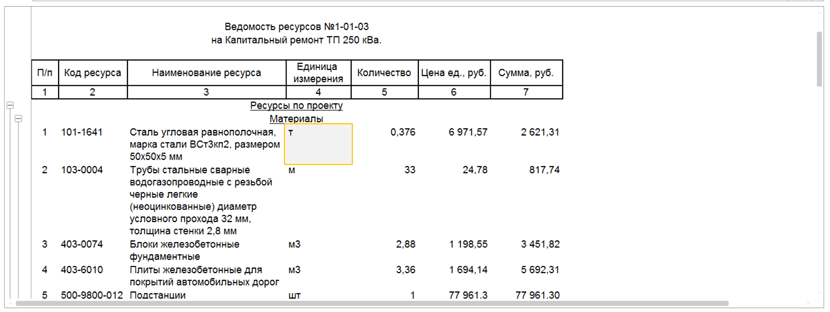 Ведомость ресурсов №1-01-03
на Капитальный ремонт ТП 250 кВа.
П/п Код ресурса Наименование ресурса Единица измерения Количество Цена ед., руб. Сумма, руб.
1 2 3 4 5 6 7
Ресурсы по проекту
Материалы
1 101-1641 Сталь угловая равнополочная, т 0,376 6 971,57 2 621,31
марка стали ВСт3кп2, размером
50х50х5 мм
2 103-0004 Трубы стальные сварные м 33 24,78 817,74
водогазопроводные с резьбой
черные легкие
(неоцинкованные) диаметр
условного прохода 32 мм,
толщина стенки 2,8 мм
3 403-0074 Блоки железобетонные м3 2,88 1 198,55 3 451,82
фундаментные
4 403-6010 Плиты железобетонные для м3 3,36 1 694,14 5 692,31
покрытий автомобильных дорог
5 500-9800-012 Подстанции шт 1 77 961,3 77 961,30